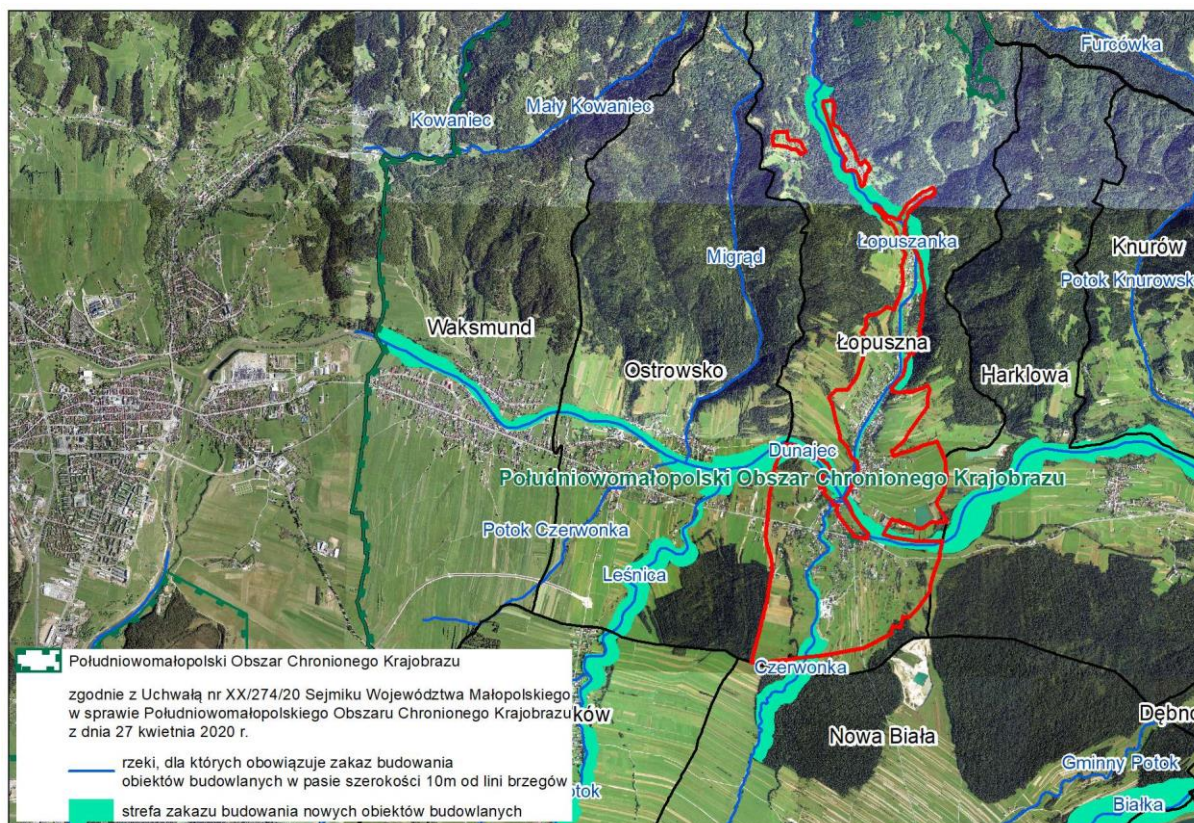 Furcówka
Kowaniec
Mały Kowaniec
Łopuszanka
Migrąd
Knurów
Potok Knurowsk
Waksmund
Łopuszna
Ostrowsko
Harklowa
Dunajec
Południowomałopolski Obszar Chronionego Krajobrazu
Potok Czerwonka
Leśnica
Czerwonka
Południowomałopolski Obszar Chronionego Krajobrazu
zgodnie z Uchwałą nr XX/274/20 Sejmiku Województwa Małopolskiego
w sprawie Południowomałopolskiego Obszaru Chronionego Krajobrazu
z dnia 27 kwietnia 2020 r.
ków
Dębno
Nowa Biała
rzeki, dla których obowiązuje zakaz budowania
obiektów budowlanych w pasie szerokości 10m od lini brzegów
Gminny Potok
otok
Białka
strefa zakazu budowania nowych obiektów budowlanych